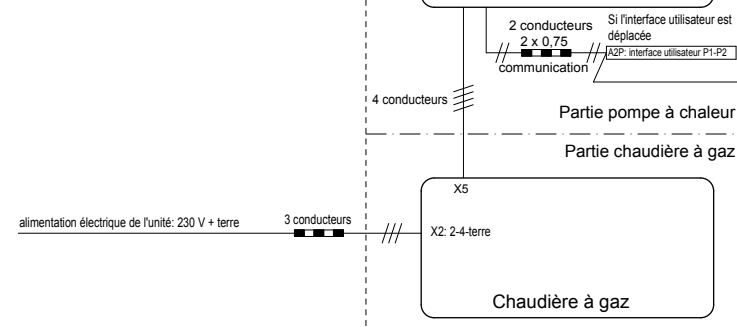 2 conducteurs
2 x 0,75
communication
Si l'interface utilisateur est
déplacée
A2P: interface utilisateur P1-P2
4 conducteurs
Partie pompe à chaleur
Partie chaudière à gaz
X5
alimentation électrique de l'unité: 230 V + terre
3 conducteurs
X2: 2-4-terre
Chaudière à gaz